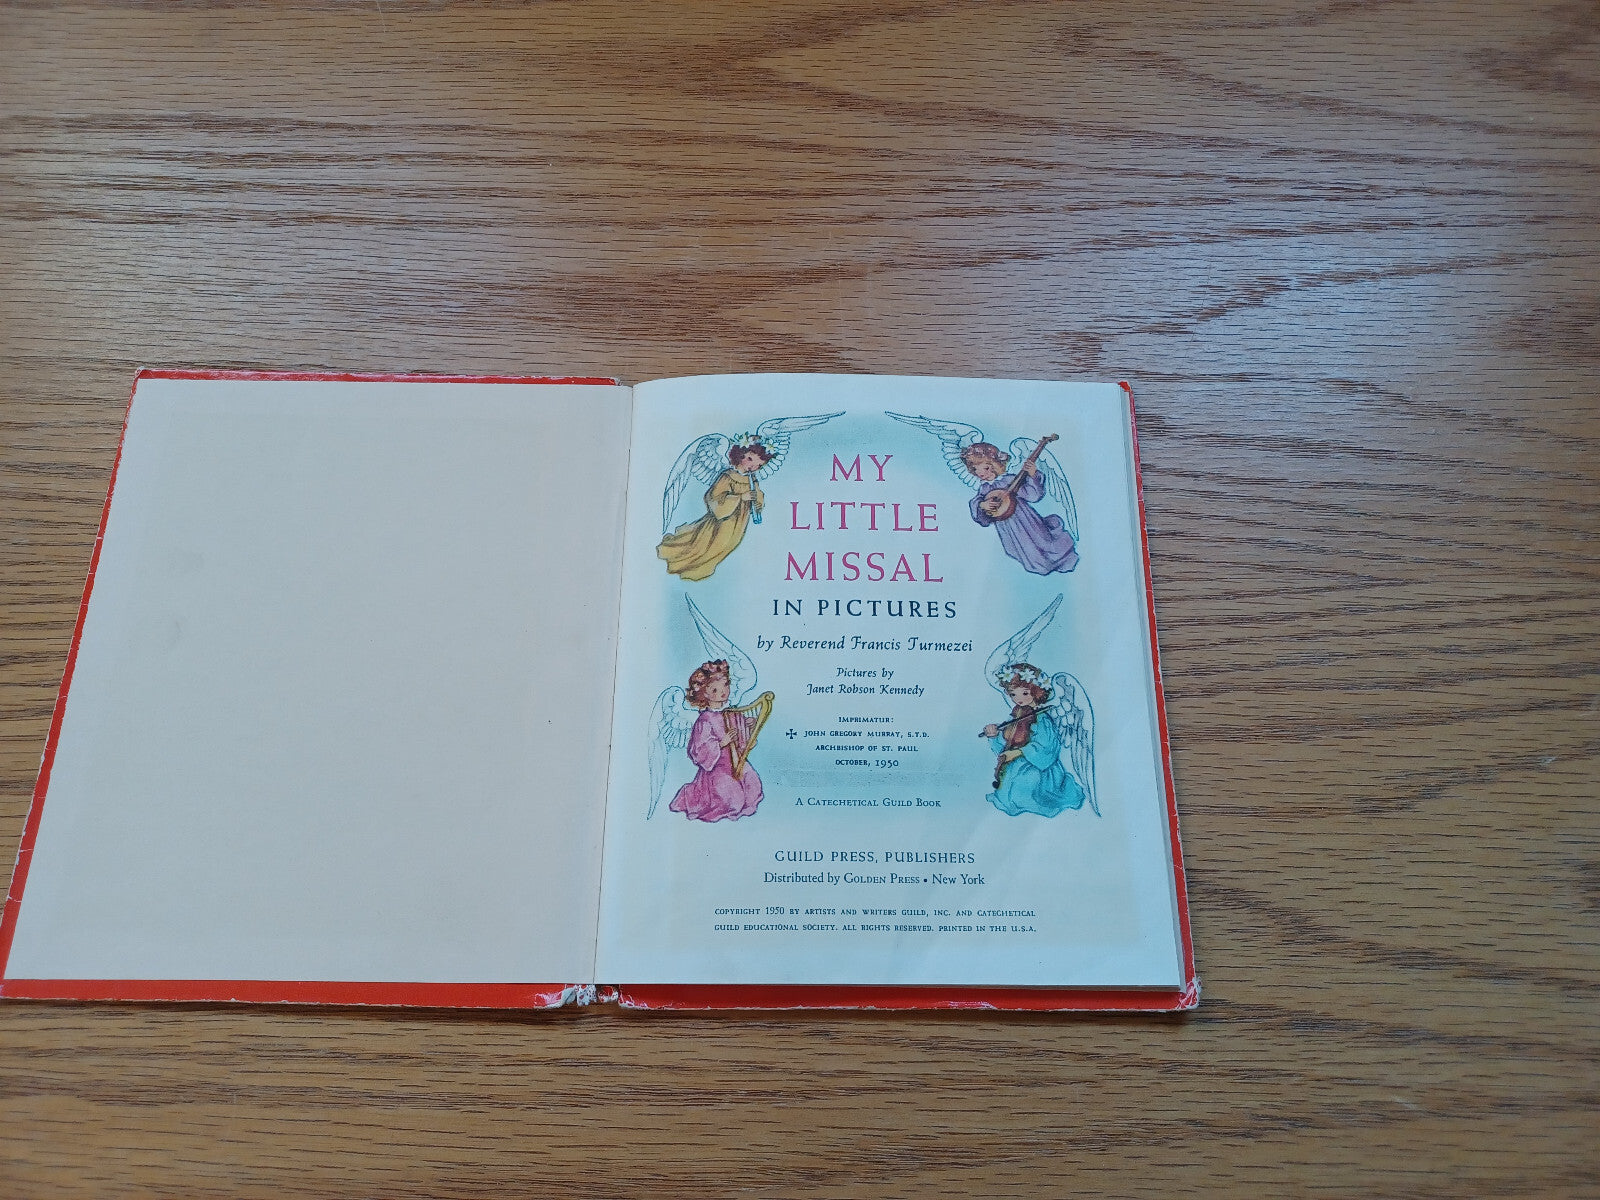 MY
LITTLE
MISSAL
IN PICTURES
by Reverend Francis Turmezei
Pictures by
Janet Robson Kennedy
IMPRIMATUR:
✠ JOHN GREGORY MURRAY, S.T.D.
ARCHBISHOP OF ST. PAUL
OCTOBER, 1950
A CATECHETICAL GUILD BOOK
GUILD PRESS, PUBLISHERS
Distributed by GOLDEN PRESS • New York
COPYRIGHT 1950 BY ARTISTS AND WRITERS GUILD, INC. AND CATECHETICAL
GUILD EDUCATIONAL SOCIETY. ALL RIGHTS RESERVED. PRINTED IN THE U.S.A.